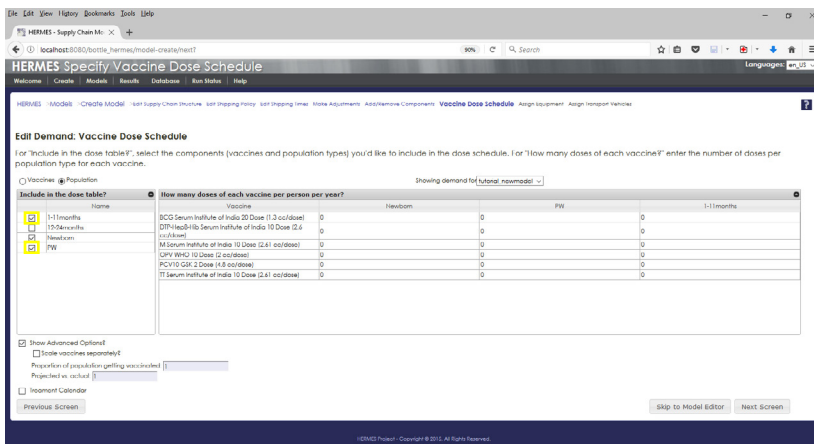 File Edit View History Bookmarks Tools Help
HERMES - Supply Chain Mo
localhost:8080/bottle_hermes/model-create/next?
90%
Search
HERMES Specify Vaccine Dose Schedule
Languages: en_US
Welcome Create Models Results Database Run Status Help
HERMES Models Create Model Edit Supply Chain Structure Edit Shipping Policy Edit Shipping Times Make Adjustments Add/Remove Components Vaccine Dose Schedule Assign Equipment Assign Transport Vehicles
?
Edit Demand: Vaccine Dose Schedule
For "Include in the dose table?", select the components (vaccines and population types) you'd like to include in the dose schedule. For "How many doses of each vaccine?" enter the number of doses per
population type for each vaccine.
Vaccines Population
Showing demand for tutorial_newmodel
Include in the dose table?
How many doses of each vaccine per person per year?
Name
Vaccine Newborn PW 1-11months
1-11months
12-24months
Newborn
PW
BCG Serum Institute of India 20 Dose (1.3 cc/dose) 0 0 0
DTP-HepB-Hib Serum Institute of India 10 Dose (2.6
cc/dose) 0 0 0
M Serum Institute of India 10 Dose (2.61 cc/dose) 0 0 0
OPV WHO 10 Dose (2 cc/dose) 0 0 0
PCV10 GSK 2 Dose (4.8 cc/dose) 0 0 0
TT Serum Institute of India 10 Dose (2.61 cc/dose) 0 0 0
Show Advanced Options?
Scale vaccines separately?
Proportion of population getting vaccinated 1
Projected vs. actual 1
Treament Calendar
Previous Screen
Skip to Model Editor
Next Screen
HERMES Project - Copyright © 2015, All Rights Reserved.